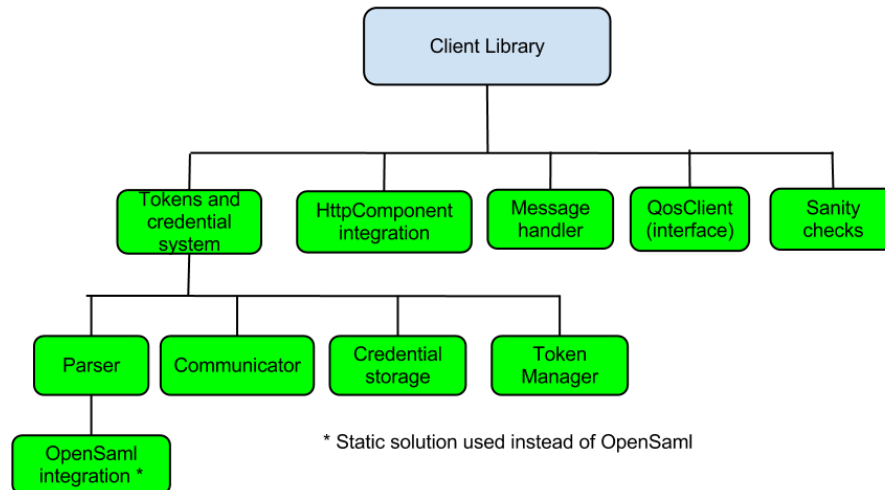 Client Library
Tokens and
credential
system
HttpComponent
integration
Message
handler
QosClient
(interface)
Sanity
checks
Parser
Communicator
Credential
storage
Token
Manager
OpenSaml
integration *
* Static solution used instead of OpenSaml